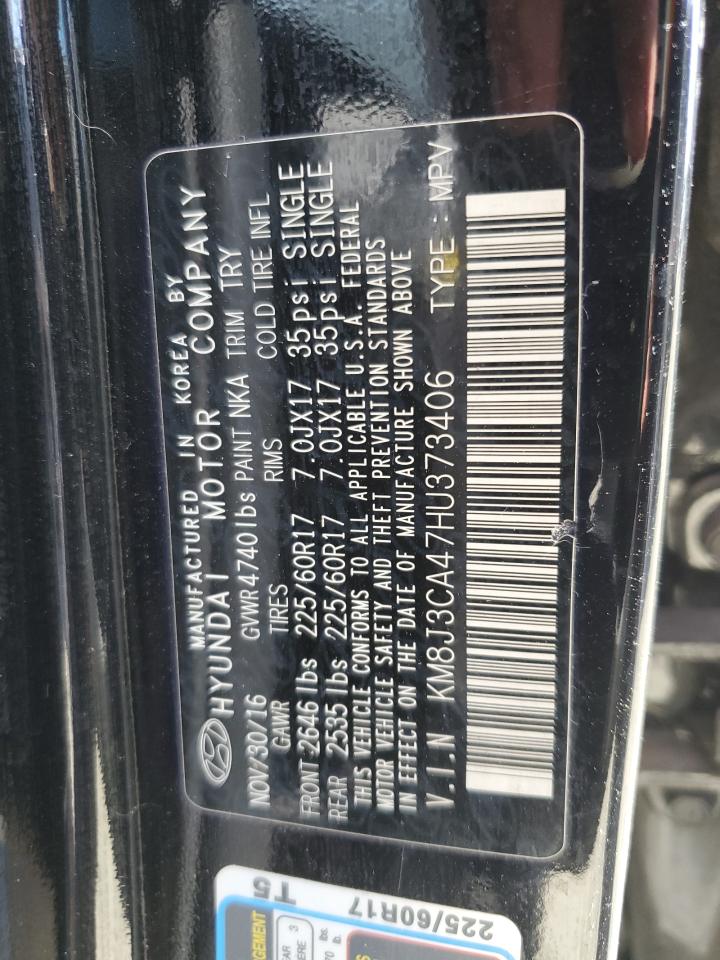 MANUFACTURED IN KOREA BY
HYUNDAI MOTOR COMPANY
NOV/30/16 GVWR 4740lbs PAINT NKA TRIM TRY
GAWR TIRES RIMS COLD TIRE INFL
FRONT 2646 lbs 225/60R17 7.0JX17 35psi SINGLE
REAR 2535 lbs 225/60R17 7.0JX17 35psi SINGLE
THIS VEHICLE CONFORMS TO ALL APPLICABLE U.S.A. FEDERAL
MOTOR VEHICLE SAFETY AND THEFT PREVENTION STANDARDS
IN EFFECT ON THE DATE OF MANUFACTURE SHOWN ABOVE
V.I.N KM8J3CA47HU373406 TYPE : MPV
T5
225/60R17